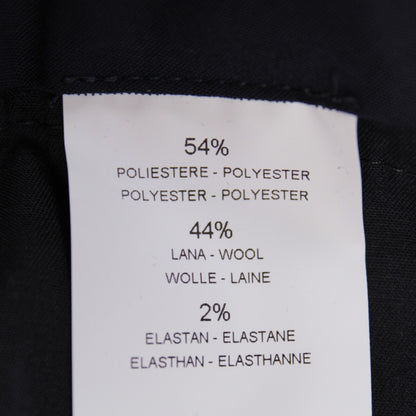 54%
POLIESTERE - POLYESTER
POLYESTER - POLYESTER
44%
LANA - WOOL
WOLLE - LAINE
2%
ELASTAN - ELASTANE
ELASTHAN - ELASTHANNE